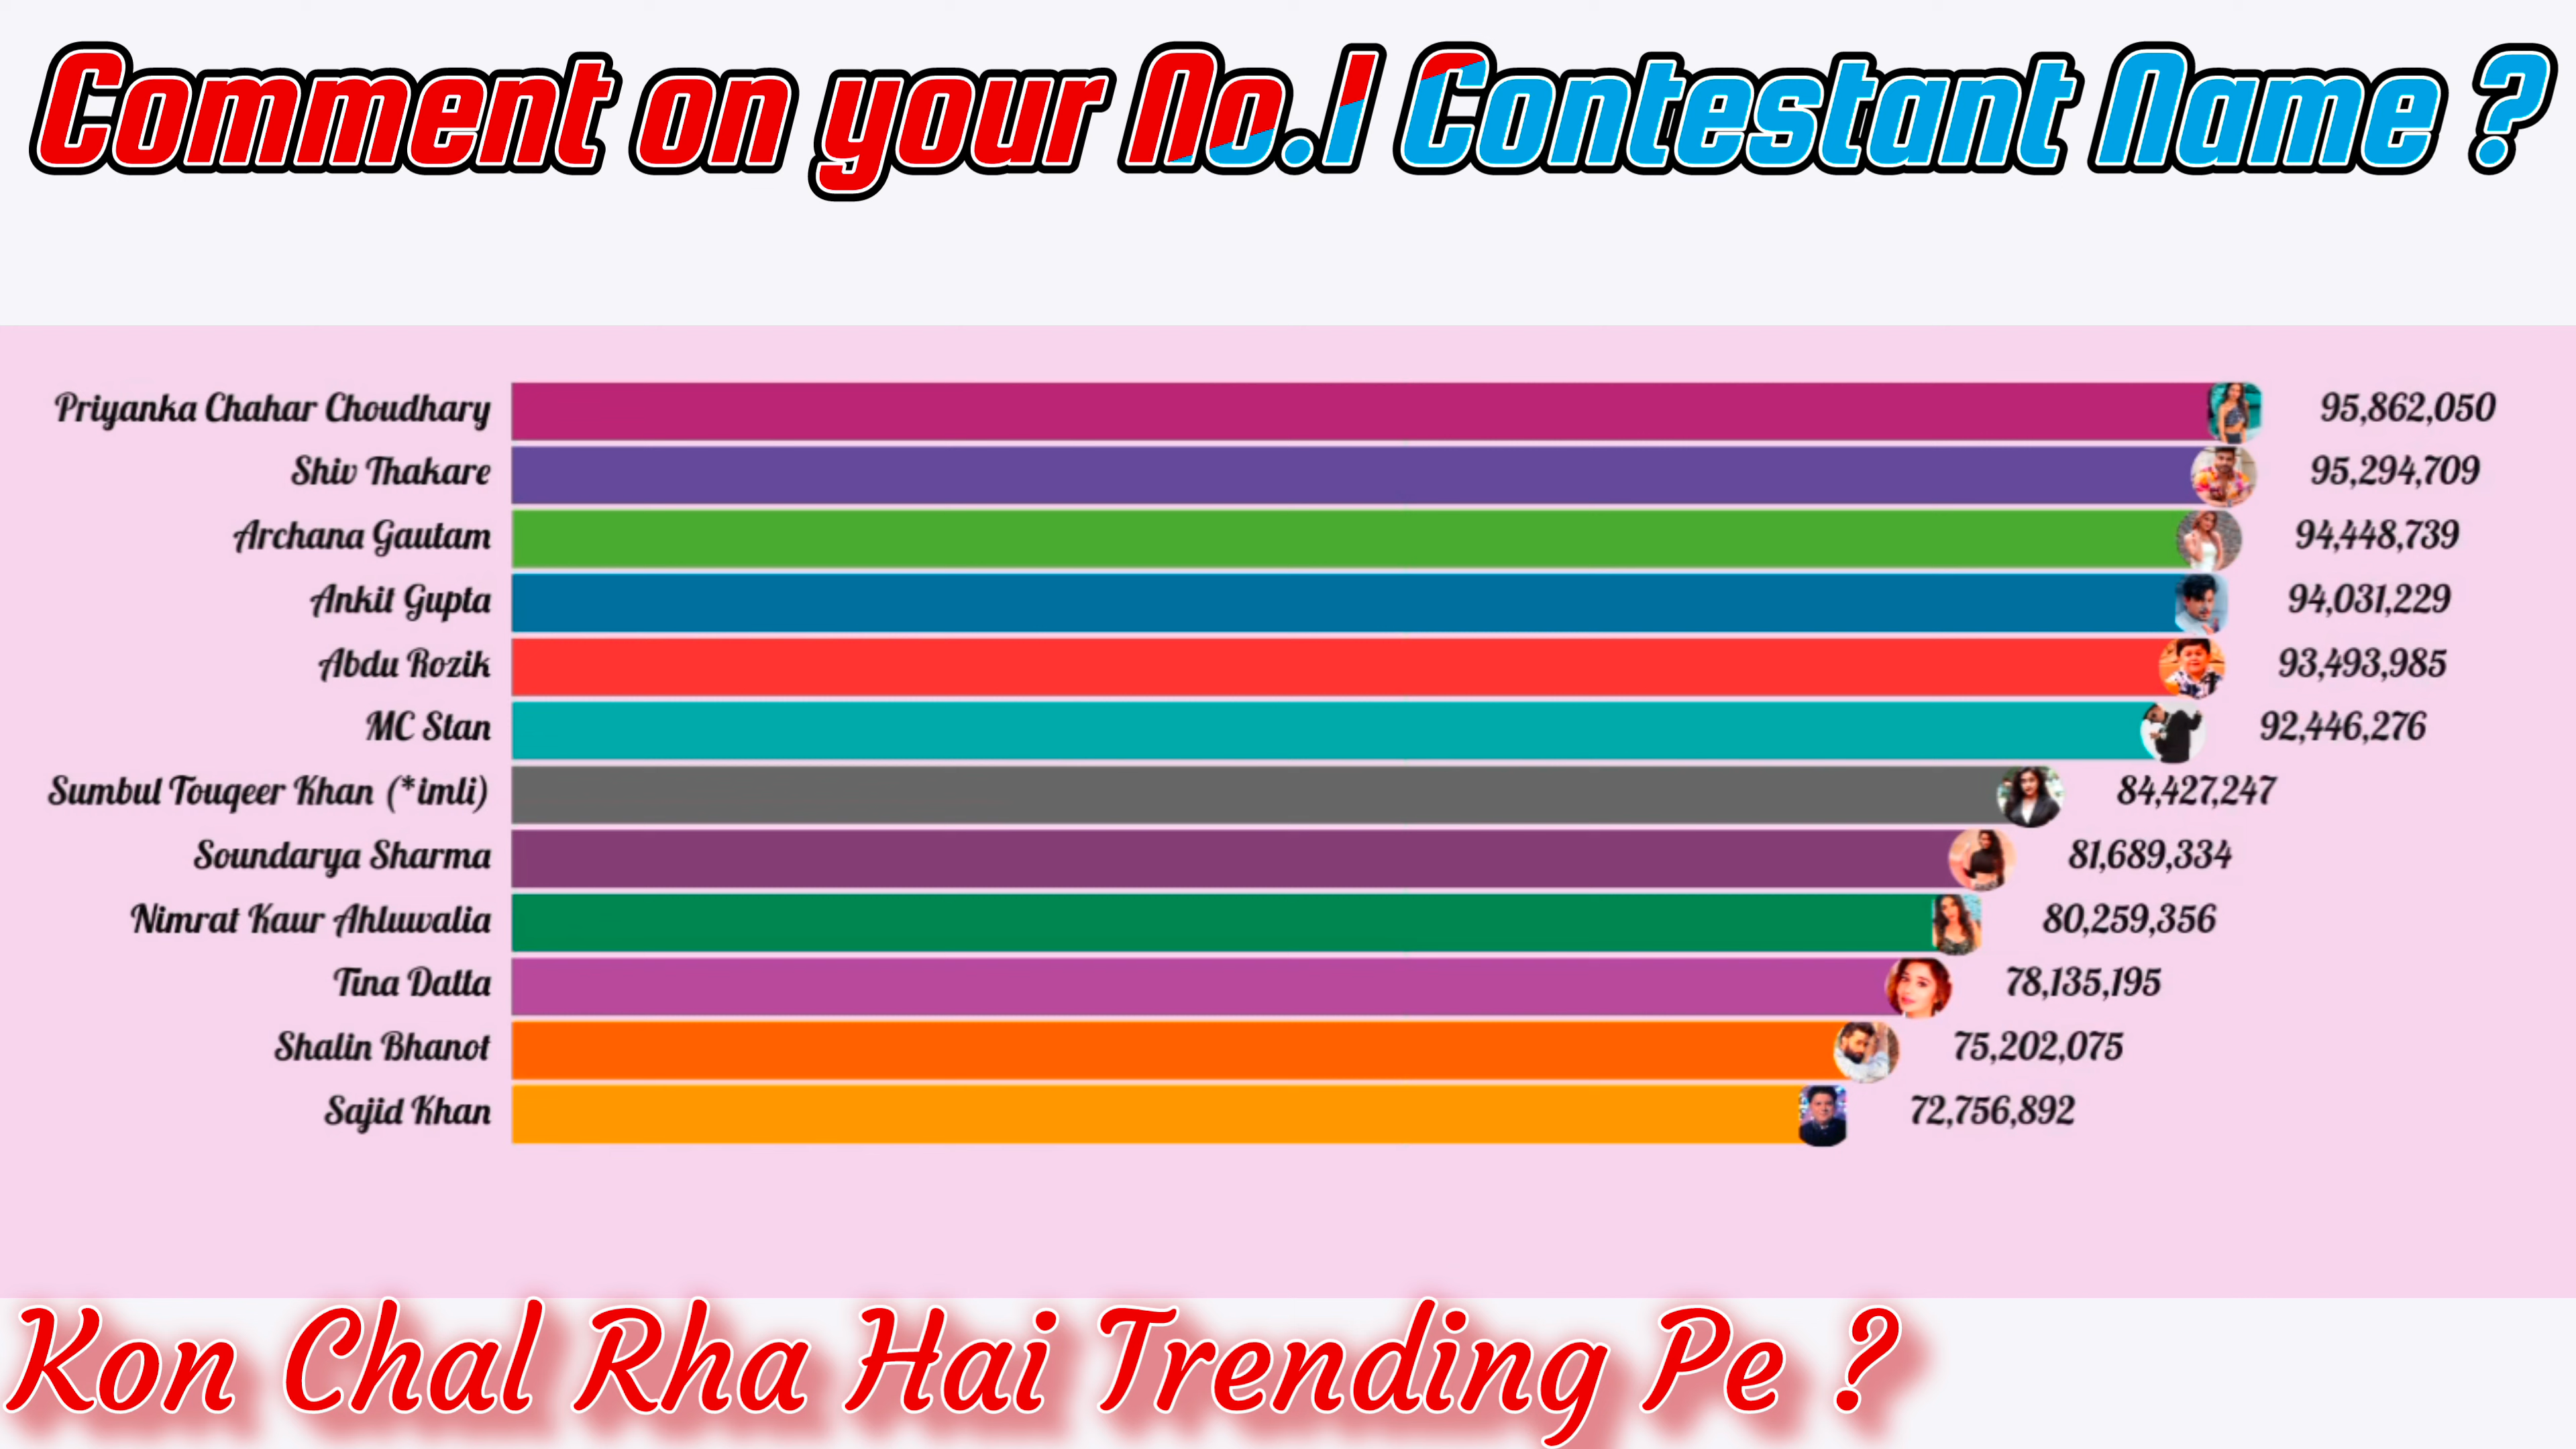 Comment on your No.1 Contestant Name ?
Priyanka Chahar Choudhary 95,862,050
Shiv Thakare 95,294,709
Archana Gautam 94,448,739
Ankit Gupta 94,031,229
Abdu Rozik 93,493,985
MC Stan 92,446,276
Sumbul Touqeer Khan (*imli) 84,427,247
Soundarya Sharma 81,689,334
Nimrat Kaur Ahluwalia 80,259,356
Tina Datta 78,135,195
Shalin Bhanot 75,202,075
Sajid Khan 72,756,892
Kon Chal Rha Hai Trending Pe ?